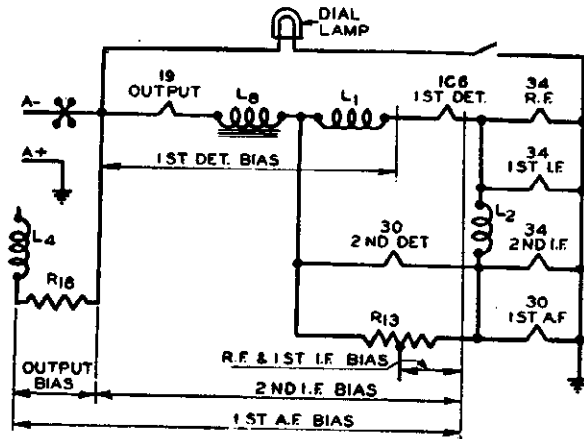 DIAL
LAMP
19
OUTPUT
L8
L1
1C6
1ST DET.
34
R.F.
A-
A+
1ST DET. BIAS
34
1ST I.F.
L4
R18
30
2ND DET
L2
34
2ND I.F.
R13
30
1ST A.F.
R.F. & 1ST I.F. BIAS
OUTPUT
BIAS
2ND I.F. BIAS
1ST A.F. BIAS